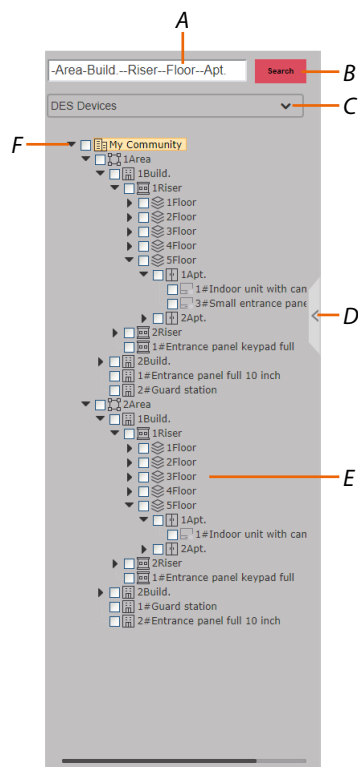 A
-Area-Build.--Riser--Floor--Apt.
Search
B
DES Devices
C
F
My Community
1Area
1Build.
1Riser
1Floor
2Floor
3Floor
4Floor
5Floor
1Apt.
1#Indoor unit with can
3#Small entrance pane
D
2Apt.
2Riser
1#Entrance panel keypad full
2Build.
1#Entrance panel full 10 inch
2#Guard station
2Area
1Build.
1Riser
1Floor
2Floor
3Floor
E
4Floor
5Floor
1Apt.
1#Indoor unit with can
2Apt.
2Riser
1#Entrance panel keypad full
2Build.
1#Guard station
2#Entrance panel full 10 inch